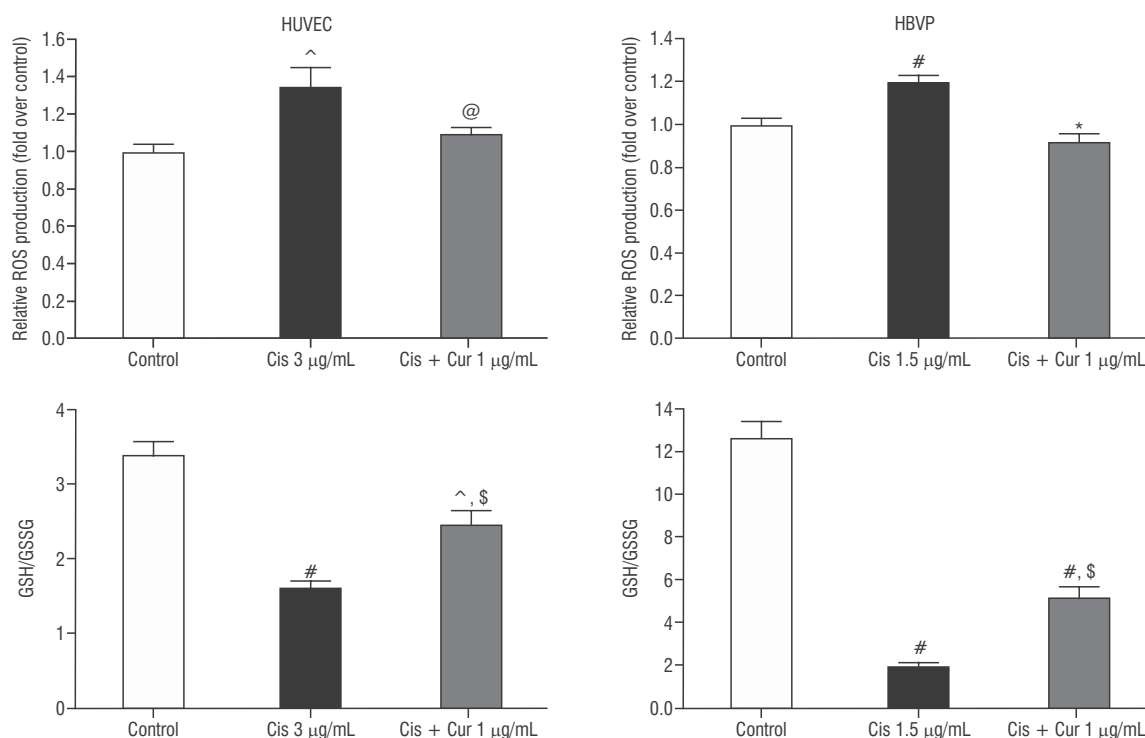 HUVEC
Relative ROS production (fold over control)
1.6
1.4
1.2
1.0
0.8
0.6
0.4
0.2
0.0
^
@
Control
Cis 3 μg/mL
Cis + Cur 1 μg/mL
HBVP
Relative ROS production (fold over control)
1.4
1.2
1.0
0.8
0.6
0.4
0.2
0.0
#
*
Control
Cis 1.5 μg/mL
Cis + Cur 1 μg/mL
GSH/GSSG
4
3
2
1
0
#
^, $
Control
Cis 3 μg/mL
Cis + Cur 1 μg/mL
GSH/GSSG
14
12
10
8
6
4
2
0.0
#
#, $
Control
Cis 1.5 μg/mL
Cis + Cur 1 μg/mL